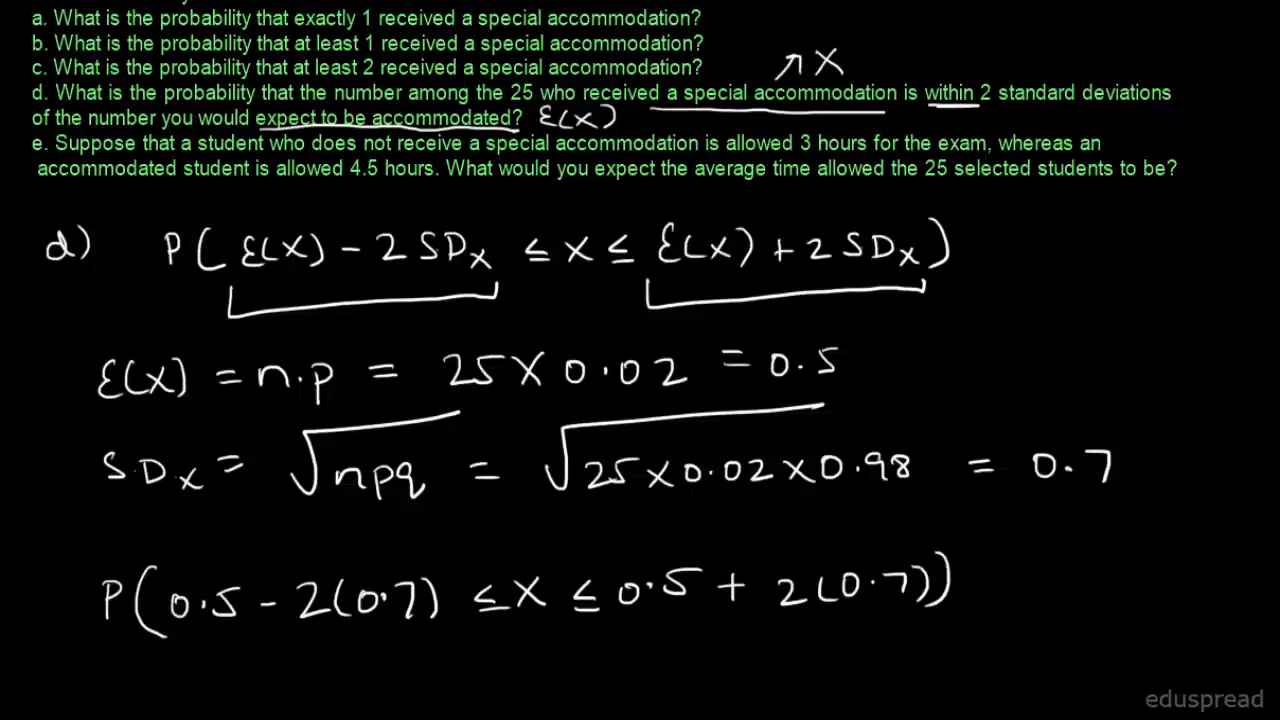 a. What is the probability that exactly 1 received a special accommodation?
b. What is the probability that at least 1 received a special accommodation?
c. What is the probability that at least 2 received a special accommodation?
↗ X
d. What is the probability that the number among the 25 who received a special accommodation is within 2 standard deviations
of the number you would expect to be accommodated? E(X)
e. Suppose that a student who does not receive a special accommodation is allowed 3 hours for the exam, whereas an
accommodated student is allowed 4.5 hours. What would you expect the average time allowed the 25 selected students to be?
d) P(E(X) - 2 SDx ≤ x ≤ E(X) + 2 SDx)
E(X) = n.p = 25 X 0.02 = 0.5
SDx = √npq = √25 x 0.02 x 0.98 = 0.7
P(0.5 - 2(0.7) ≤ X ≤ 0.5 + 2(0.7))
eduspread